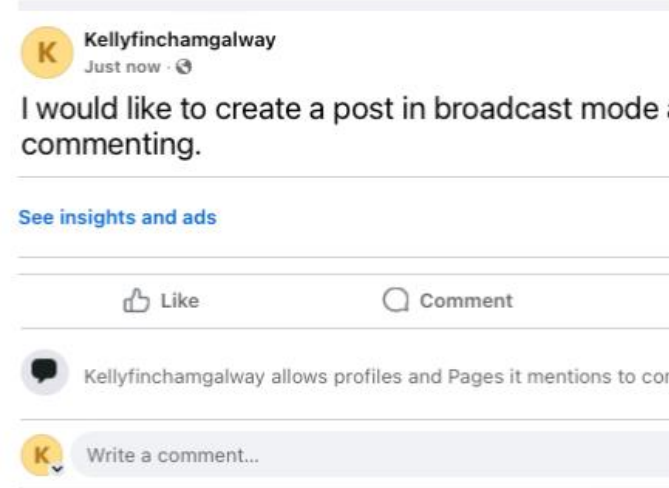 K
Kellyfinchamgalway
Just now ·
I would like to create a post in broadcast mode
commenting.
See insights and ads
Like
Comment
Kellyfinchamgalway allows profiles and Pages it mentions to
K
Write a comment...